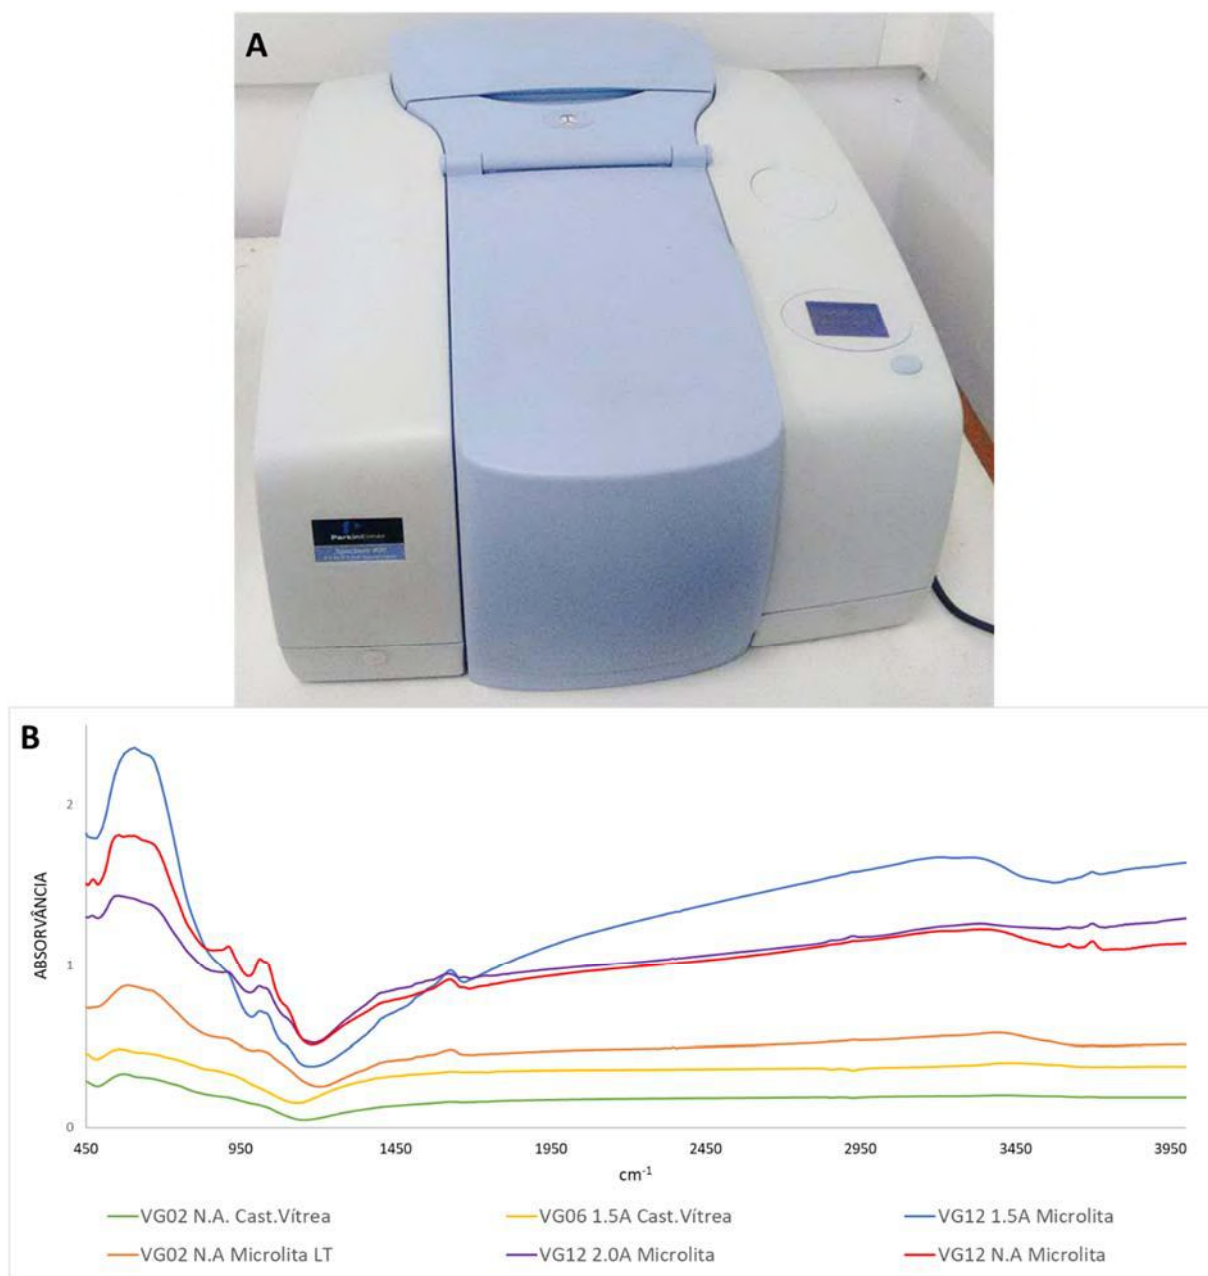 A
B
2
ABSORVÂNCIA
1
0
450 950 1450 1950 2450 2950 3450 3950
cm⁻¹
VG02 N.A. Cast.Vítrea VG06 1.5A Cast.Vítrea VG12 1.5A Microlita
VG02 N.A Microlita LT VG12 2.0A Microlita VG12 N.A Microlita